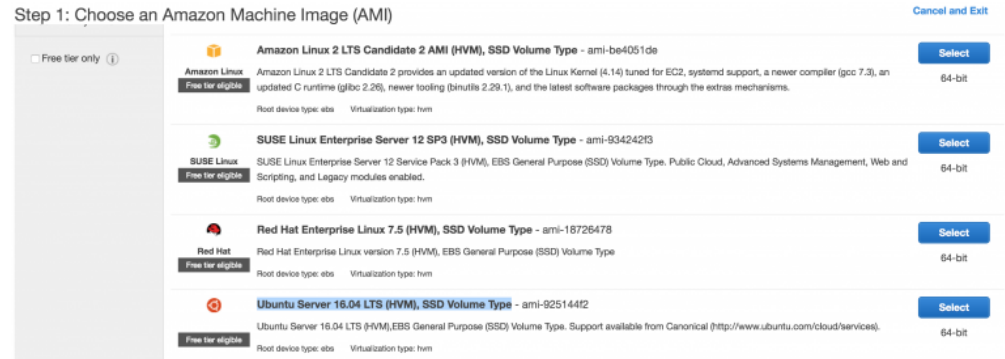 Step 1: Choose an Amazon Machine Image (AMI)
Cancel and Exit
Free tier only
Amazon Linux
Free tier eligible
Amazon Linux 2 LTS Candidate 2 AMI (HVM), SSD Volume Type - ami-be4051de
Amazon Linux 2 LTS Candidate 2 provides an updated version of the Linux Kernel (4.14) tuned for EC2, systemd support, a newer compiler (gcc 7.3), an
updated C runtime (glibc 2.26), newer tooling (binutils 2.29.1), and the latest software packages through the extras mechanisms.
Root device type: ebs Virtualization type: hvm
Select
64-bit
SUSE Linux
Free tier eligible
SUSE Linux Enterprise Server 12 SP3 (HVM), SSD Volume Type - ami-934242f3
SUSE Linux Enterprise Server 12 Service Pack 3 (HVM), EBS General Purpose (SSD) Volume Type. Public Cloud, Advanced Systems Management, Web and
Scripting, and Legacy modules enabled.
Root device type: ebs Virtualization type: hvm
Select
64-bit
Red Hat
Free tier eligible
Red Hat Enterprise Linux 7.5 (HVM), SSD Volume Type - ami-18726478
Red Hat Enterprise Linux version 7.5 (HVM), EBS General Purpose (SSD) Volume Type
Root device type: ebs Virtualization type: hvm
Select
64-bit
Free tier eligible
Ubuntu Server 16.04 LTS (HVM), SSD Volume Type - ami-925144f2
Ubuntu Server 16.04 LTS (HVM),EBS General Purpose (SSD) Volume Type. Support available from Canonical (http://www.ubuntu.com/cloud/services).
Root device type: ebs Virtualization type: hvm
Select
64-bit